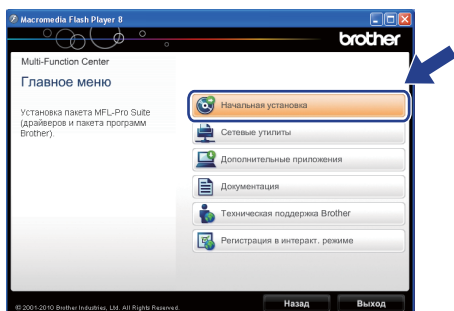 Macromedia Flash Player 8
brother
Multi-Function Center
Главное меню
Установка пакета MFL-Pro Suite
(драйверов и пакета программ
Brother).
Начальная установка
Сетевые утилиты
Дополнительные приложения
Документация
Техническая поддержка Brother
Регистрация в интеракт. режиме
© 2001-2010 Brother Industries, Ltd. All Rights Reserved.
Назад
Выход